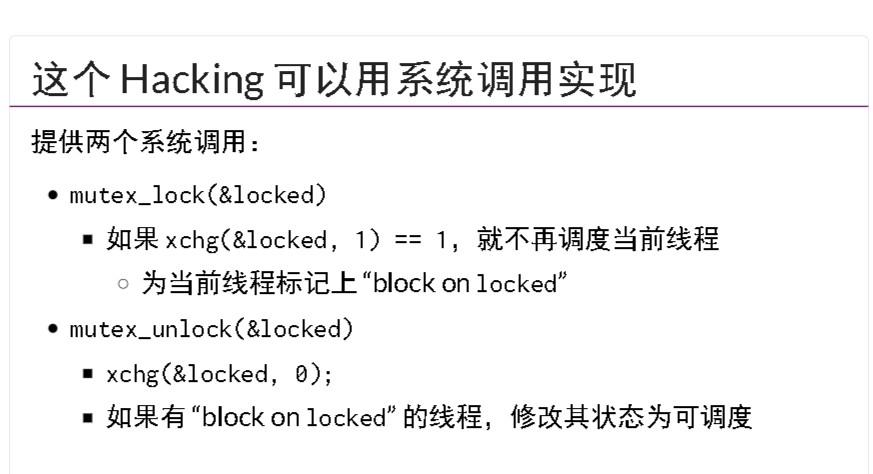 这个 Hacking 可以用系统调用实现
提供两个系统调用：
mutex_lock(&locked)
如果 xchg(&locked, 1) == 1，就不再调度当前线程
为当前线程标记上 “block on locked”
mutex_unlock(&locked)
xchg(&locked, 0);
如果有 “block on locked” 的线程，修改其状态为可调度